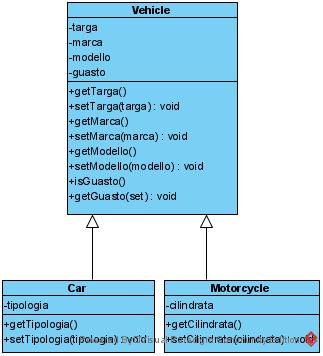 Vehicle
-targa
-marca
-modello
-guasto
+getTarga()
+setTarga(targa) : void
+getMarca()
+setMarca(marca) : void
+getModello()
+setModello(modello) : void
+isGuasto()
+getGuasto(set) : void
Car
-tipologia
+getTipologia()
+setTipologia(tipologia) : void
Motorcycle
-cilindrata
+getCilindrata()
+setCilindrata(cilindrata) : void